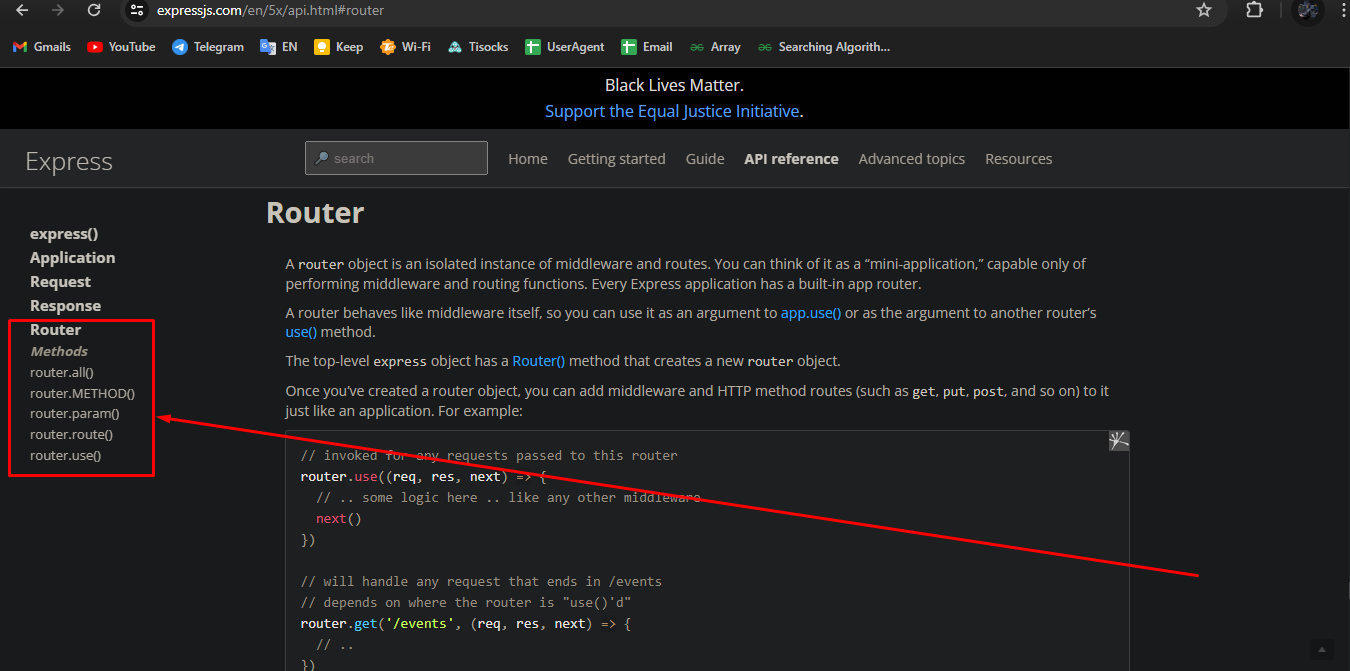 expressjs.com/en/5x/api.html#router
Gmails YouTube Telegram EN Keep Wi-Fi Tisocks UserAgent Email Array Searching Algorith...
Black Lives Matter.
Support the Equal Justice Initiative.
Express
search
Home Getting started Guide API reference Advanced topics Resources
express()
Application
Request
Response
Router
Methods
router.all()
router.METHOD()
router.param()
router.route()
router.use()
Router
A router object is an isolated instance of middleware and routes. You can think of it as a “mini-application,” capable only of
performing middleware and routing functions. Every Express application has a built-in app router.
A router behaves like middleware itself, so you can use it as an argument to app.use() or as the argument to another router’s
use() method.
The top-level express object has a Router() method that creates a new router object.
Once you’ve created a router object, you can add middleware and HTTP method routes (such as get, put, post, and so on) to it
just like an application. For example:
// invoked for any requests passed to this router
router.use((req, res, next) => {
// .. some logic here .. like any other middleware
next()
})
// will handle any request that ends in /events
// depends on where the router is "use()'d"
router.get('/events', (req, res, next) => {
// ..
})